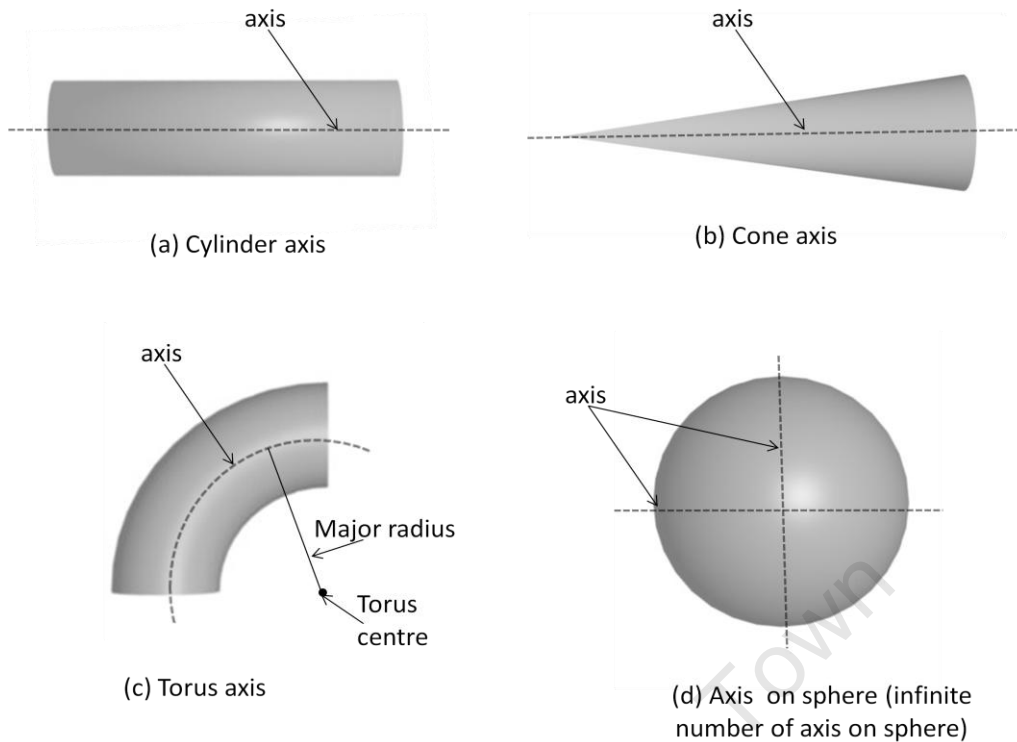 axis
axis
(a) Cylinder axis
(b) Cone axis
axis
Major radius
Torus
centre
(c) Torus axis
axis
Town
(d) Axis on sphere (infinite
number of axis on sphere)